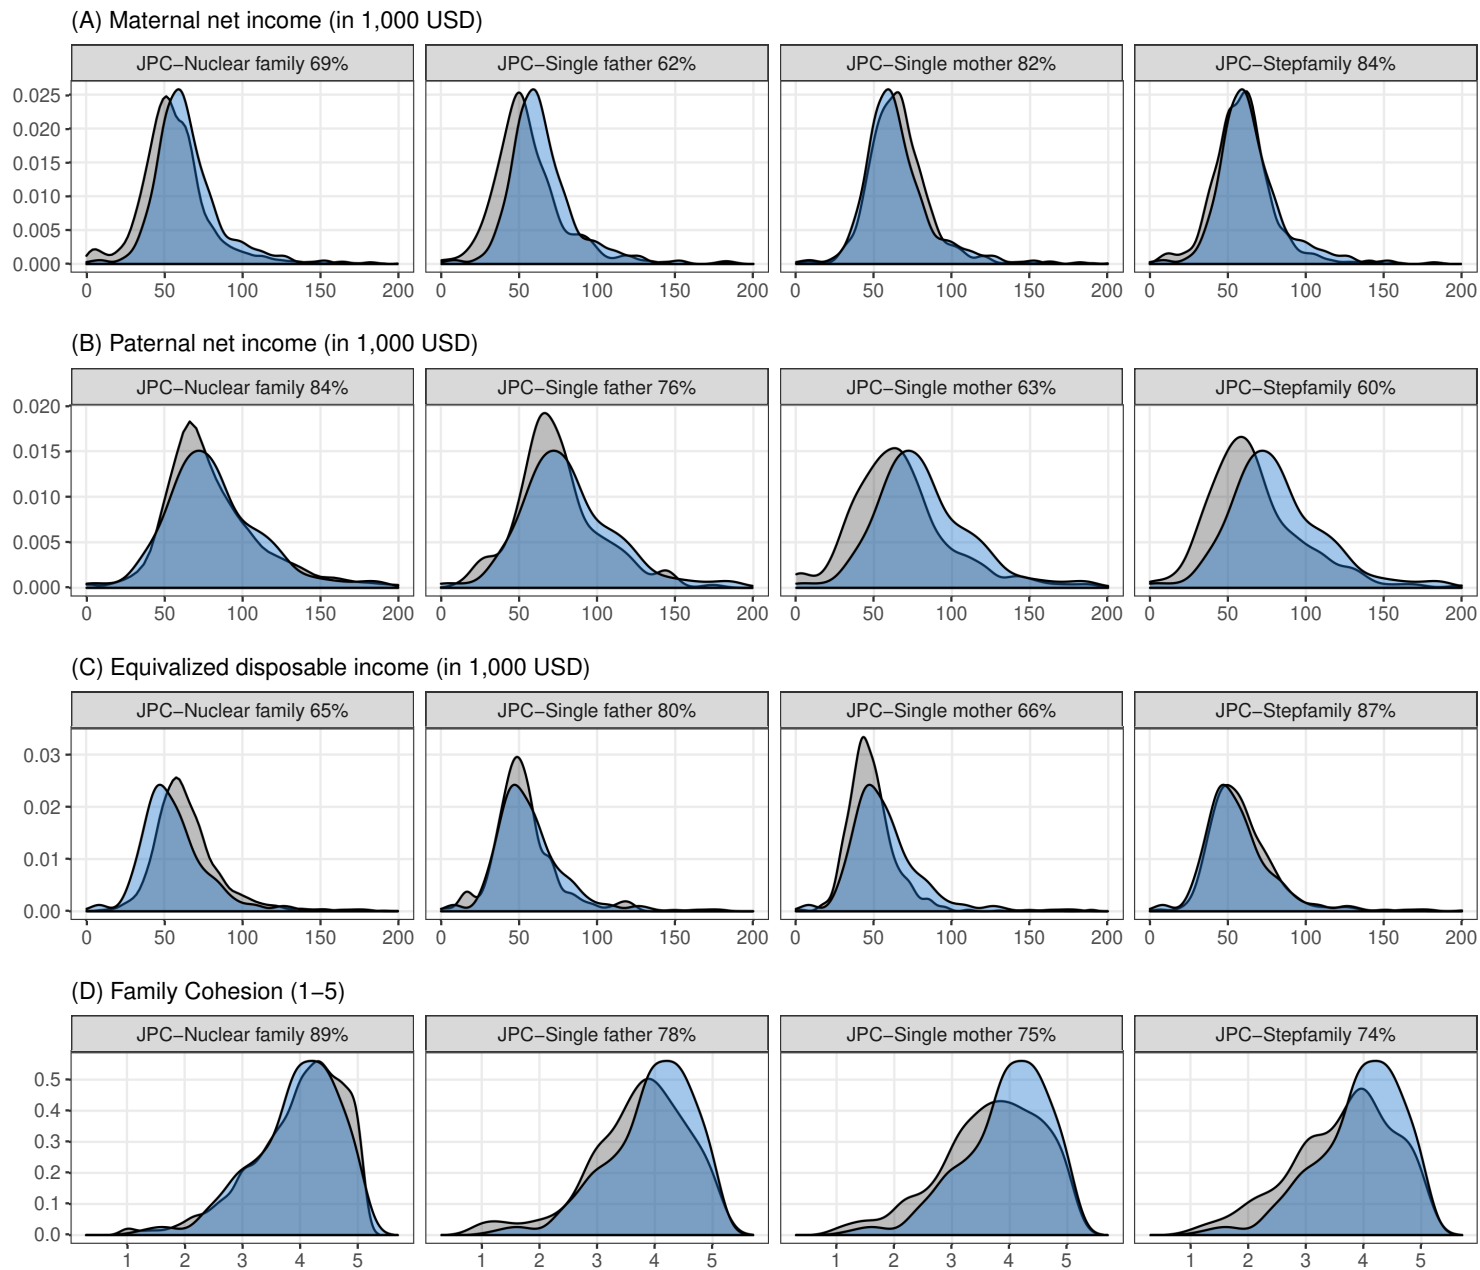 (A) Maternal net income (in 1,000 USD)
JPC−Nuclear family 69% JPC−Single father 62% JPC−Single mother 82% JPC−Stepfamily 84%
0.025
0.020
0.015
0.010
0.005
0.000
0 50 100 150 200 0 50 100 150 200 0 50 100 150 200 0 50 100 150 200
(B) Paternal net income (in 1,000 USD)
JPC−Nuclear family 84% JPC−Single father 76% JPC−Single mother 63% JPC−Stepfamily 60%
0.020
0.015
0.010
0.005
0.000
0 50 100 150 200 0 50 100 150 200 0 50 100 150 200 0 50 100 150 200
(C) Equivalized disposable income (in 1,000 USD)
JPC−Nuclear family 65% JPC−Single father 80% JPC−Single mother 66% JPC−Stepfamily 87%
0.03
0.02
0.01
0.00
0 50 100 150 200 0 50 100 150 200 0 50 100 150 200 0 50 100 150 200
(D) Family Cohesion (1−5)
JPC−Nuclear family 89% JPC−Single father 78% JPC−Single mother 75% JPC−Stepfamily 74%
0.5
0.4
0.3
0.2
0.1
0.0
1 2 3 4 5 1 2 3 4 5 1 2 3 4 5 1 2 3 4 5